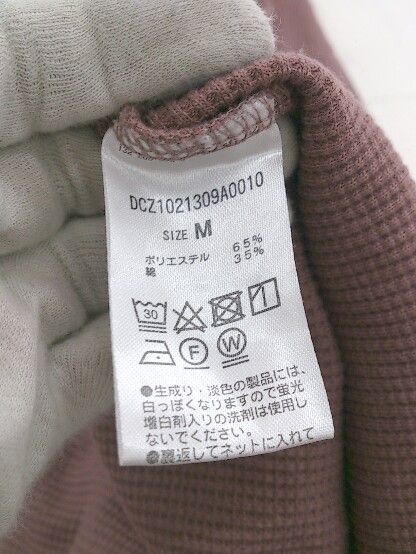 DCZ1021309A0010
SIZE M
ポリエステル 65%
綿 35%
30
F W
●生成り・淡色の製品には、
白っぽくなりますので蛍光
増白剤入りの洗剤は使用し
ないでください。
●裏返してネットに入れて